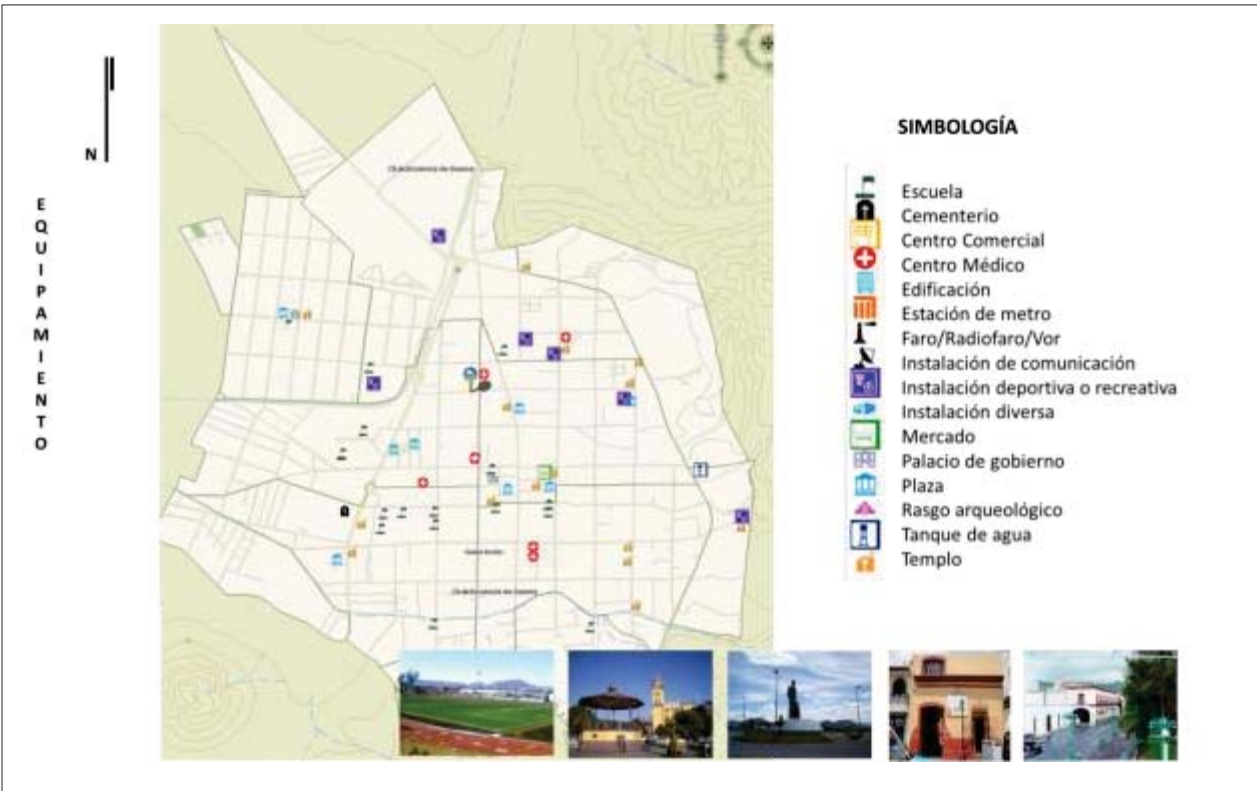 N
EQUIPAMIENTO
SIMBOLOGÍA
Escuela
Cementerio
Centro Comercial
Centro Médico
Edificación
Estación de metro
Faro/Radiofaro/Vor
Instalación de comunicación
Instalación deportiva o recreativa
Instalación diversa
Mercado
Palacio de gobierno
Plaza
Rasgo arqueológico
Tanque de agua
Templo